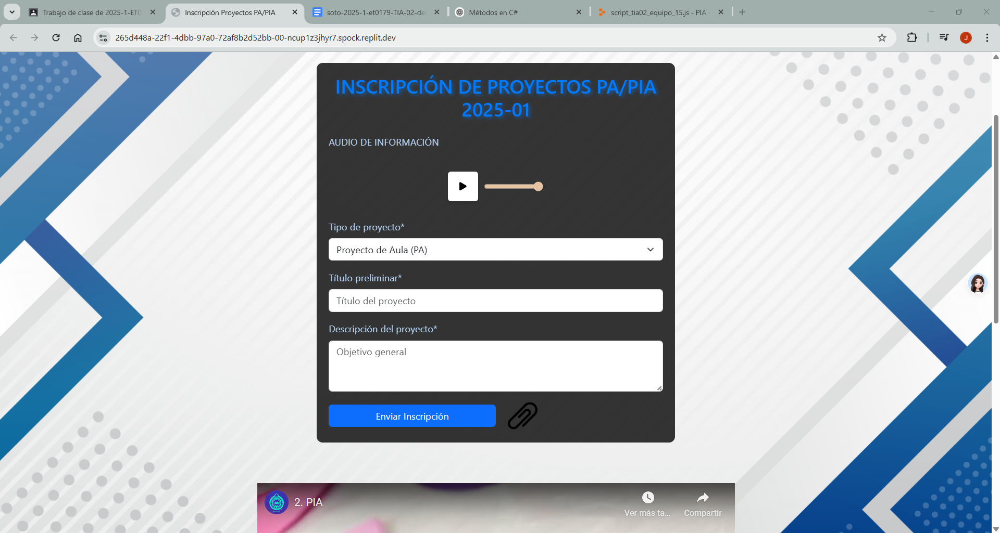 Trabajo de clase de 2025-1-ET0
Inscripción Proyectos PA/PIA
soto-2025-1-et0179-TIA-02-de
Métodos en C#
script_tia02_equipo_15.js - PIA -
265d448a-22f1-4dbb-97a0-72af8b2d52bb-00-ncup1z3jhyr7.spock.replit.dev
J
INSCRIPCIÓN DE PROYECTOS PA/PIA
2025-01
AUDIO DE INFORMACIÓN
Tipo de proyecto*
Proyecto de Aula (PA)
Título preliminar*
Título del proyecto
Descripción del proyecto*
Objetivo general
Enviar Inscripción
2. PIA
Ver más ta...
Compartir